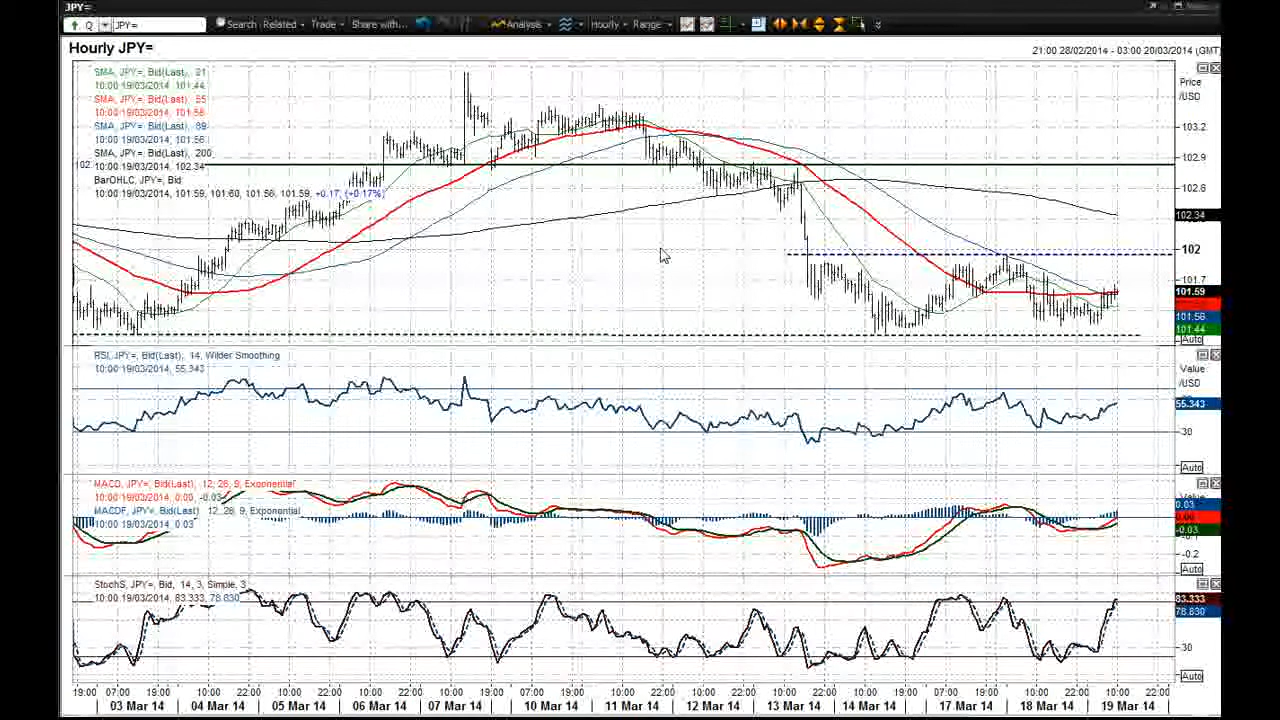 JPY=
Q JPY= Search Related Trade Share with... Analysis Hourly Range
Hourly JPY=
21:00 28/02/2014 - 03:00 20/03/2014 (GMT)
SMA, JPY=, Bid(Last), 21
10:00 19/03/2014, 101.44
SMA, JPY=, Bid(Last), 55
10:00 19/03/2014, 101.58
SMA, JPY=, Bid(Last), 89
10:00 19/03/2014, 101.56
SMA, JPY=, Bid(Last), 200
10:00 19/03/2014, 102.34
BarOHLC, JPY=, Bid
10:00 19/03/2014, 101.59, 101.60, 101.56, 101.59, +0.17, (+0.17%)
Price
/USD
103.2
102.9
102.6
102.34
102
101.7
101.59
101.56
101.44
Auto
RSI, JPY=, Bid(Last), 14, Wilder Smoothing
10:00 19/03/2014, 55.343
Value
/USD
55.343
30
Auto
MACD, JPY=, Bid(Last), 12, 26, 9, Exponential
10:00 19/03/2014, 0.00, -0.03
MACDF, JPY=, Bid(Last), 12, 26, 9, Exponential
10:00 19/03/2014, 0.03
Value
0.03
0.00
-0.03
-0.2
Auto
StochS, JPY=, Bid, 14, 3, Simple, 3
10:00 19/03/2014, 83.333, 78.830
83.333
78.830
30
Auto
19:00 07:00 19:00 10:00 22:00 10:00 22:00 10:00 22:00 07:00 19:00 07:00 19:00 10:00 22:00 10:00 22:00 10:00 22:00 10:00 19:00 07:00 19:00 10:00 22:00 10:00 22:00
03 Mar 14 04 Mar 14 05 Mar 14 06 Mar 14 07 Mar 14 10 Mar 14 11 Mar 14 12 Mar 14 13 Mar 14 14 Mar 14 17 Mar 14 18 Mar 14 19 Mar 14